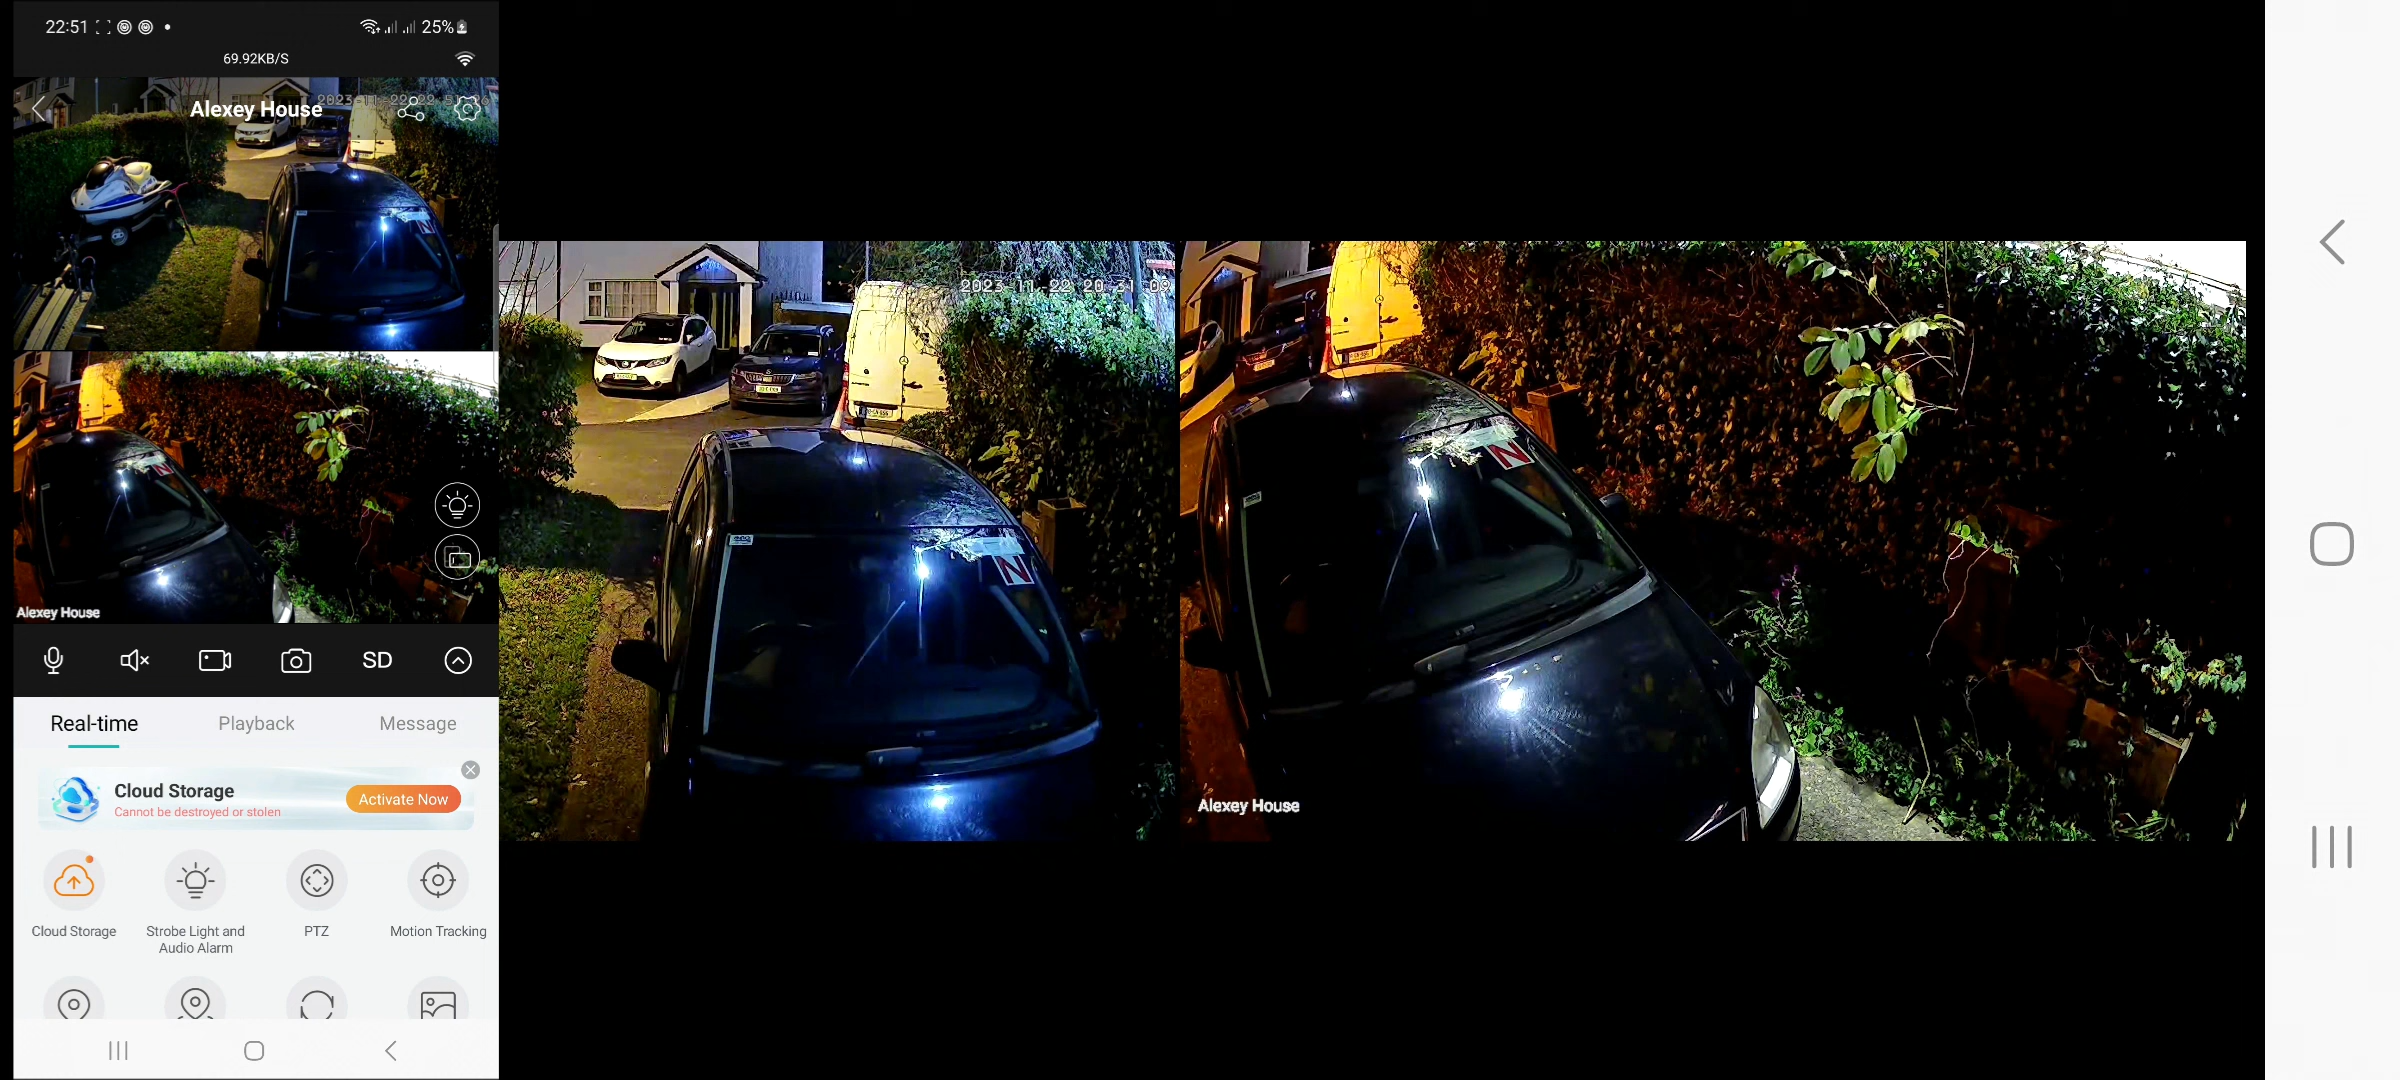 22:51
25%
69.92KB/S
Alexey House
Alexey House
SD
Real-time
Playback
Message
Cloud Storage
Cannot be destroyed or stolen
Activate Now
Cloud Storage
Strobe Light and
Audio Alarm
PTZ
Motion Tracking
2023-11-22 20:31:09
N
N
Alexey House